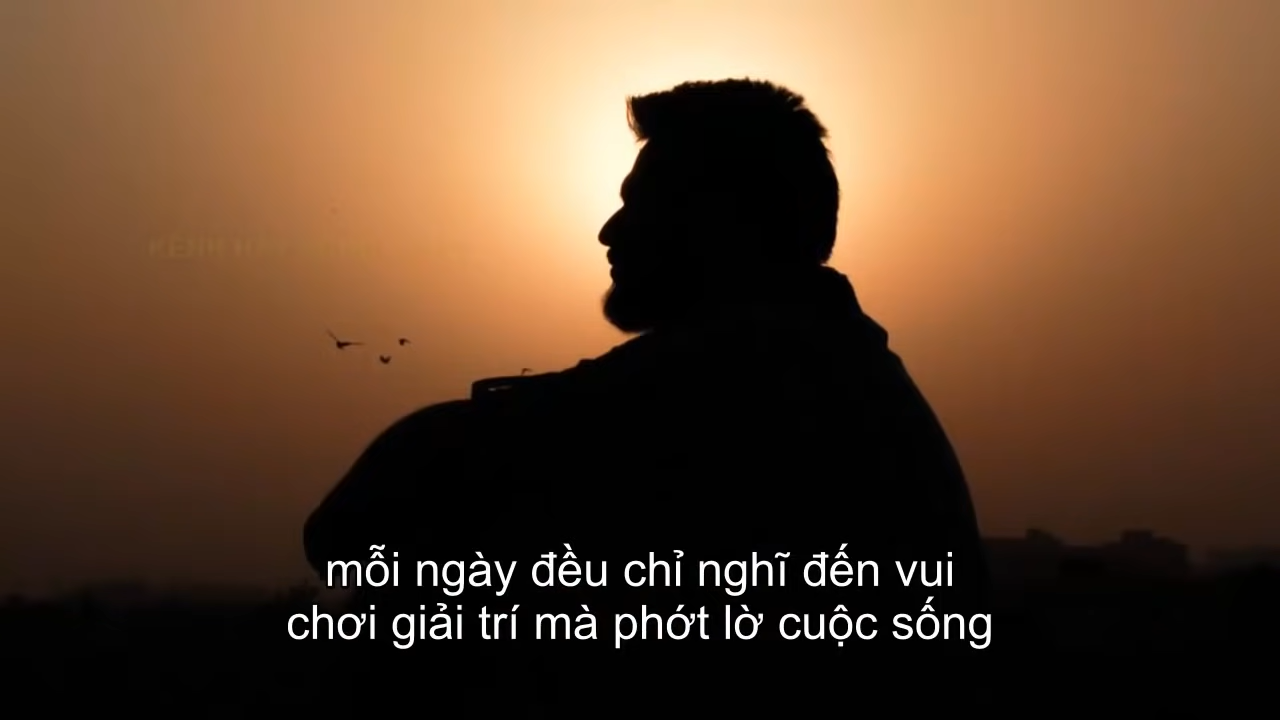 mỗi ngày đều chỉ nghĩ đến vui
chơi giải trí mà phớt lờ cuộc sống